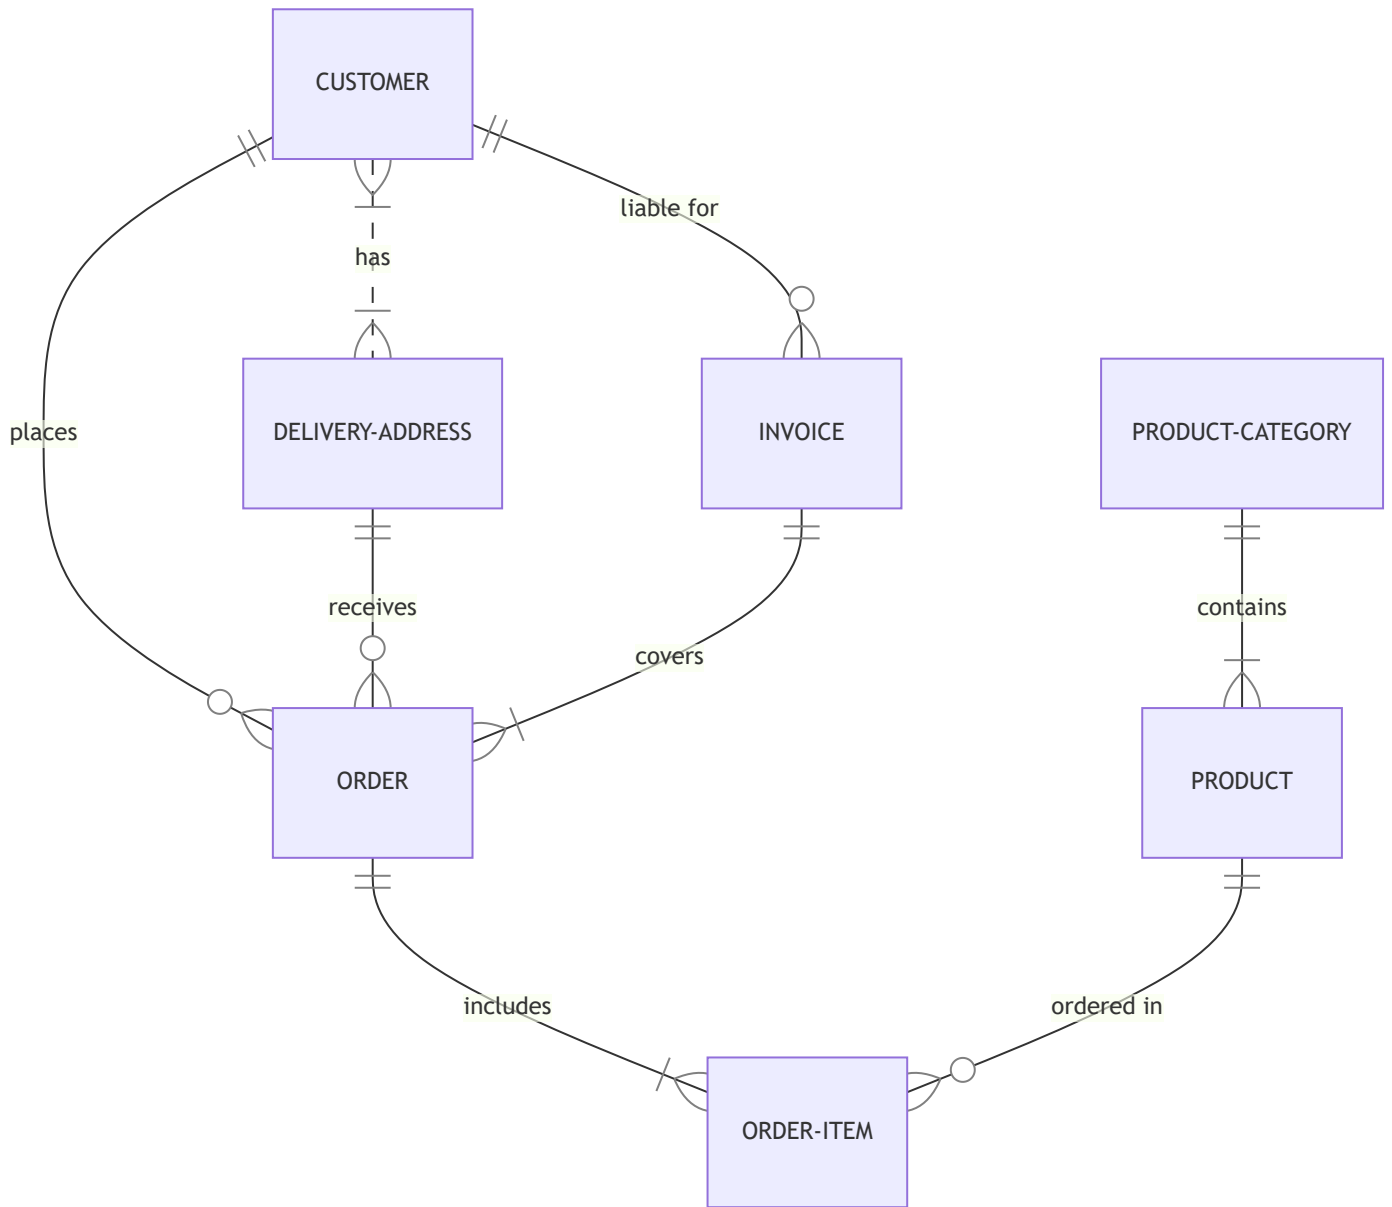 CUSTOMER
liable for
has
places
DELIVERY-ADDRESS
INVOICE
PRODUCT-CATEGORY
receives
contains
covers
ORDER
PRODUCT
includes
ordered in
ORDER-ITEM